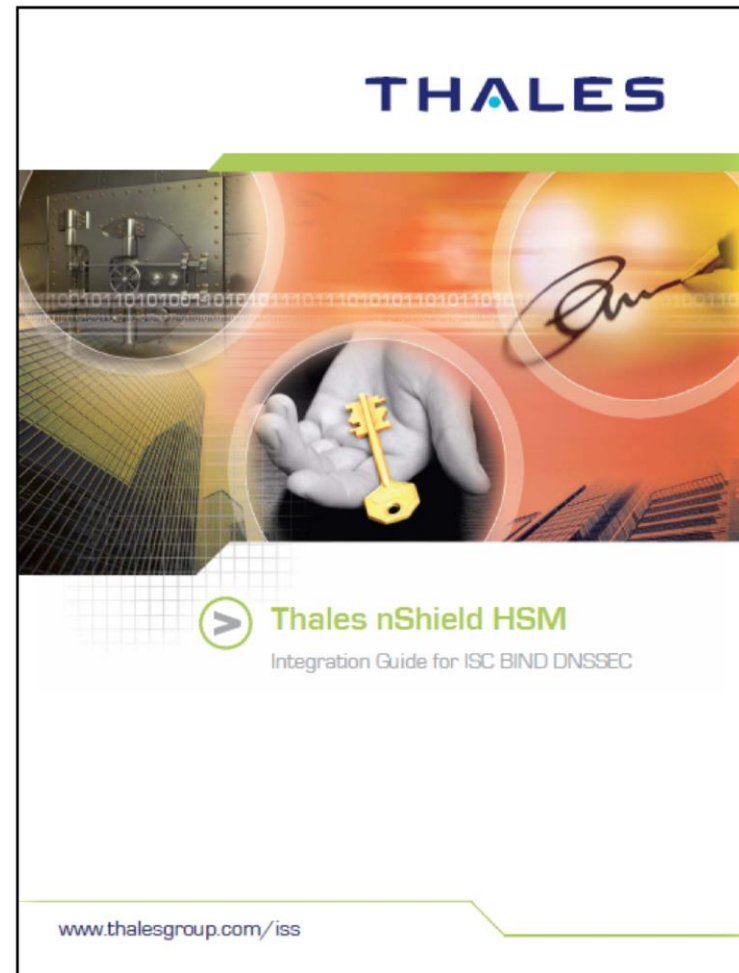 THALES
Thales nShield HSM
Integration Guide for ISC BIND DNSSEC
www.thalesgroup.com/iss